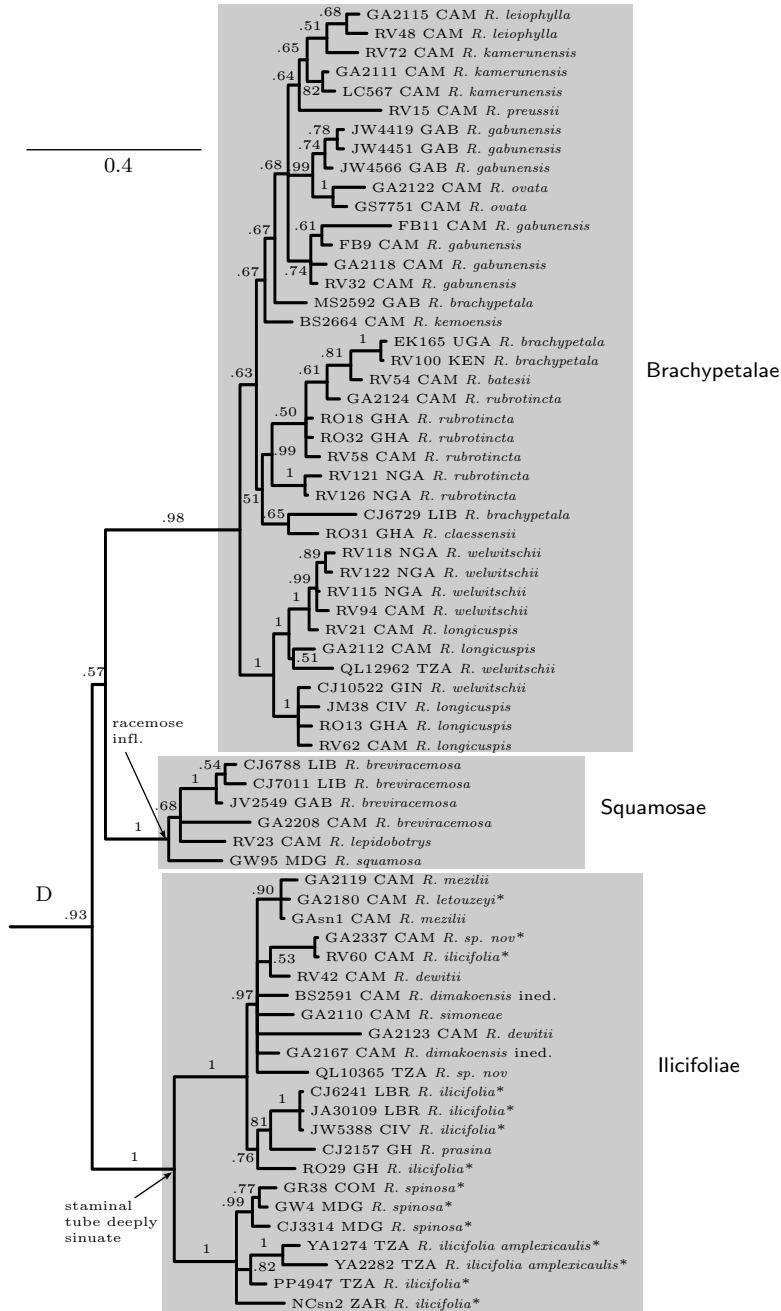 .68
GA2115 CAM R. leiophylla
.51
RV48 CAM R. leiophylla
.65
RV72 CAM R. kamerunensis
.64
GA2111 CAM R. kamerunensis
.82
LC567 CAM R. kamerunensis
RV15 CAM R. preussii
.78
JW4419 GAB R. gabunensis
.74
JW4451 GAB R. gabunensis
0.4
.68
.99
JW4566 GAB R. gabunensis
1
GA2122 CAM R. ovata
GS7751 CAM R. ovata
.61
FB11 CAM R. gabunensis
.67
FB9 CAM R. gabunensis
.67
.74
GA2118 CAM R. gabunensis
RV32 CAM R. gabunensis
MS2592 GAB R. brachypetala
BS2664 CAM R. kemoensis
1
EK165 UGA R. brachypetala
.81
RV100 KEN R. brachypetala
Brachypetalae
.63
.61
RV54 CAM R. batesii
GA2124 CAM R. rubrotincta
.50
RO18 GHA R. rubrotincta
RO32 GHA R. rubrotincta
.99
RV58 CAM R. rubrotincta
1
RV121 NGA R. rubrotincta
.51
RV126 NGA R. rubrotincta
.65
CJ6729 LIB R. brachypetala
.98
RO31 GHA R. claessensii
.89
RV118 NGA R. welwitschii
.99
RV122 NGA R. welwitschii
1
RV115 NGA R. welwitschii
RV94 CAM R. welwitschii
RV21 CAM R. longicuspis
1
GA2112 CAM R. longicuspis
.51
QL12962 TZA R. welwitschii
.57
1
CJ10522 GIN R. welwitschii
JM38 CIV R. longicuspis
racemose
infl.
RO13 GHA R. longicuspis
RV62 CAM R. longicuspis
.54
CJ6788 LIB R. breviracemosa
1
CJ7011 LIB R. breviracemosa
.68
JV2549 GAB R. breviracemosa
Squamosae
GA2208 CAM R. breviracemosa
1
RV23 CAM R. lepidobotrys
GW95 MDG R. squamosa
D
.93
.90
GA2119 CAM R. mezilii
GA2180 CAM R. letouzeyi*
GAsn1 CAM R. mezilii
GA2337 CAM R. sp. nov*
.53
RV60 CAM R. ilicifolia*
.97
RV42 CAM R. dewitii
BS2591 CAM R. dimakoensis ined.
GA2110 CAM R. simoneae
GA2123 CAM R. dewitii
GA2167 CAM R. dimakoensis ined.
Ilicifoliae
1
QL10365 TZA R. sp. nov
1
CJ6241 LBR R. ilicifolia*
JA30109 LBR R. ilicifolia*
.81
JW5388 CIV R. ilicifolia*
1
.76
CJ2157 GH R. prasina
RO29 GH R. ilicifolia*
staminal
tube deeply
sinuate
.77
GR38 COM R. spinosa*
.99
GW4 MDG R. spinosa*
CJ3314 MDG R. spinosa*
1
1
YA1274 TZA R. ilicifolia amplexicaulis*
.82
YA2282 TZA R. ilicifolia amplexicaulis*
PP4947 TZA R. ilicifolia*
NCsn2 ZAR R. ilicifolia*